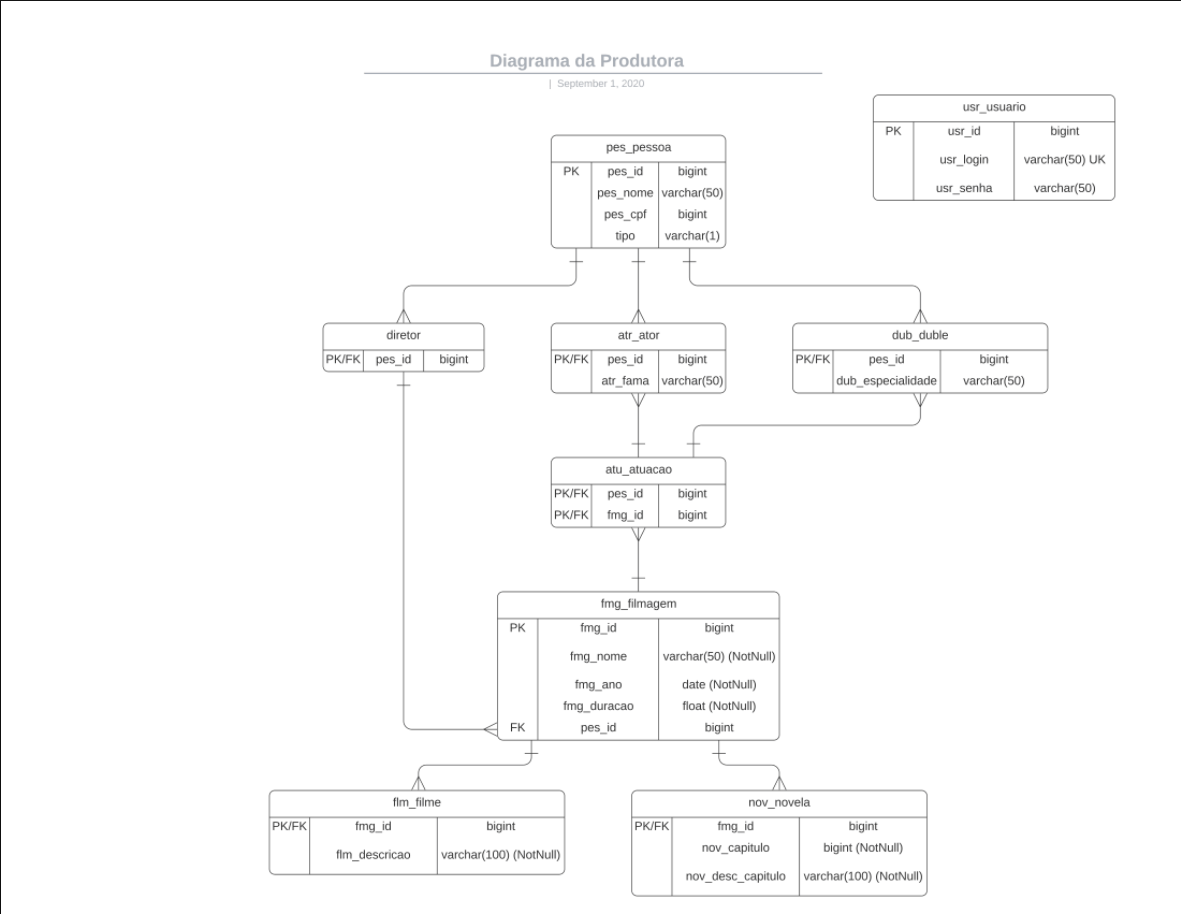 Diagrama da Produtora
| September 1, 2020
usr_usuario
PK usr_id bigint
usr_login varchar(50) UK
usr_senha varchar(50)
pes_pessoa
PK pes_id bigint
pes_nome varchar(50)
pes_cpf bigint
tipo varchar(1)
diretor
PK/FK pes_id bigint
atr_ator
PK/FK pes_id bigint
atr_fama varchar(50)
dub_duble
PK/FK pes_id bigint
dub_especialidade varchar(50)
atu_atuacao
PK/FK pes_id bigint
PK/FK fmg_id bigint
fmg_filmagem
PK fmg_id bigint
fmg_nome varchar(50) (NotNull)
fmg_ano date (NotNull)
fmg_duracao float (NotNull)
FK pes_id bigint
flm_filme
PK/FK fmg_id bigint
flm_descricao varchar(100) (NotNull)
nov_novela
PK/FK fmg_id bigint
nov_capitulo bigint (NotNull)
nov_desc_capitulo varchar(100) (NotNull)